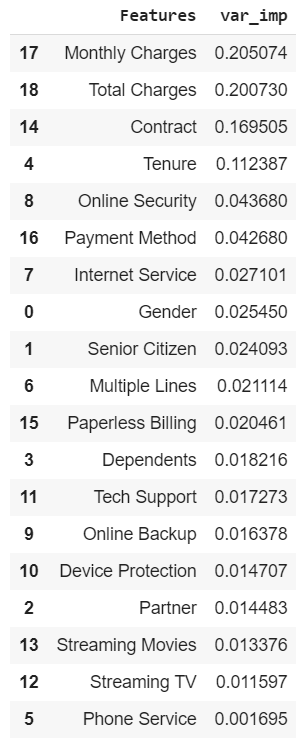 Features var_imp
17 Monthly Charges 0.205074
18 Total Charges 0.200730
14 Contract 0.169505
4 Tenure 0.112387
8 Online Security 0.043680
16 Payment Method 0.042680
7 Internet Service 0.027101
0 Gender 0.025450
1 Senior Citizen 0.024093
6 Multiple Lines 0.021114
15 Paperless Billing 0.020461
3 Dependents 0.018216
11 Tech Support 0.017273
9 Online Backup 0.016378
10 Device Protection 0.014707
2 Partner 0.014483
13 Streaming Movies 0.013376
12 Streaming TV 0.011597
5 Phone Service 0.001695